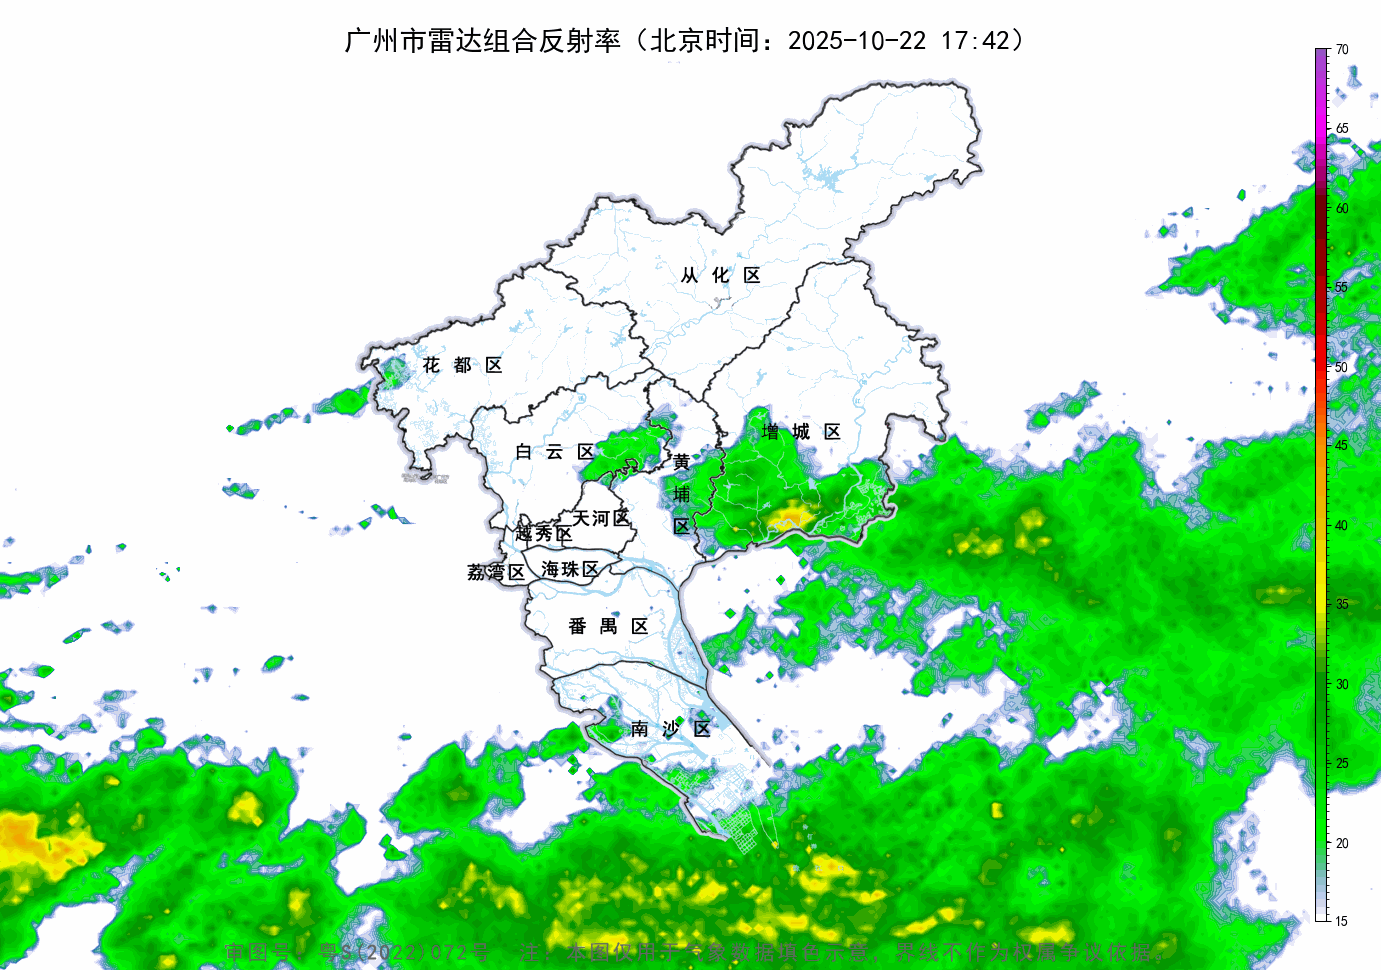 广州市雷达组合反射率（北京时间：2025-10-22 17:42）
70
65
60
55
50
45
40
35
30
25
20
15
从化区
花都区
增城区
白云区
黄埔区
天河区
越秀区
荔湾区
海珠区
番禺区
南沙区
审图号：粤S(2022)072号 注：本图仅用于气象数据填色示意，界线不作为权属争议依据。